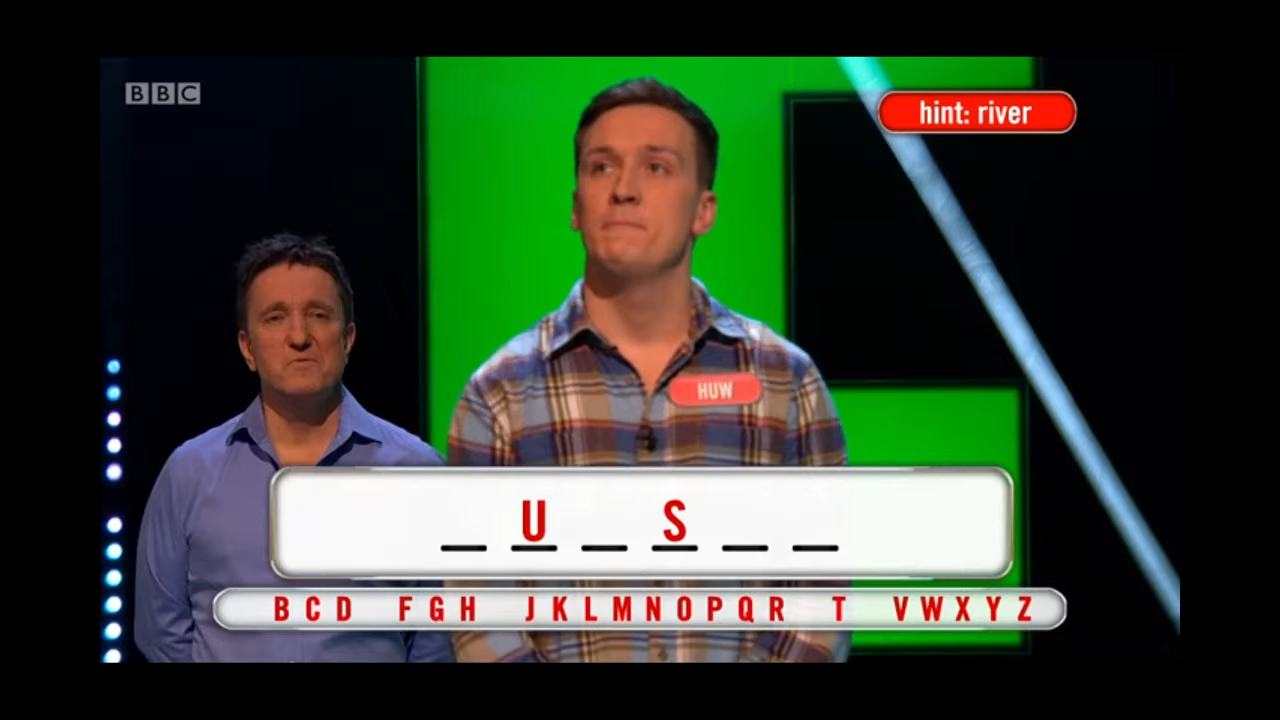 BBC
hint: river
HUW
_ U _ S _ _
B C D F G H J K L M N O P Q R T V W X Y Z